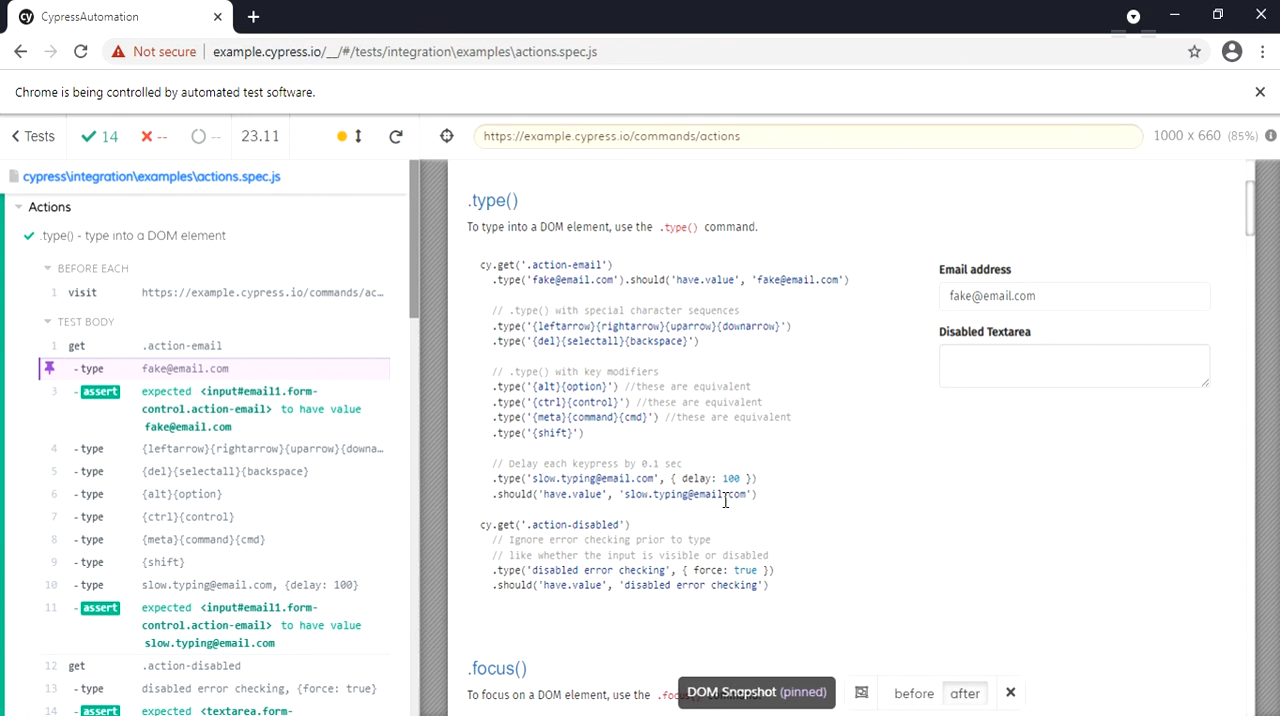 CypressAutomation
Not secure
example.cypress.io/__/#/tests/integration\examples\actions.spec.js
Chrome is being controlled by automated test software.
Tests
14
--
--
23.11
https://example.cypress.io/commands/actions
1000 x 660 (85%)
cypress\integration\examples\actions.spec.js
Actions
.type() - type into a DOM element
BEFORE EACH
1 visit https://example.cypress.io/commands/ac…
TEST BODY
1 get .action-email
-type fake@email.com
3 -assert expected <input#email1.form-
control.action-email> to have value
fake@email.com
4 -type {leftarrow}{rightarrow}{uparrow}{downa…
5 -type {del}{selectall}{backspace}
6 -type {alt}{option}
7 -type {ctrl}{control}
8 -type {meta}{command}{cmd}
9 -type {shift}
10 -type slow.typing@email.com, {delay: 100}
11 -assert expected <input#email1.form-
control.action-email> to have value
slow.typing@email.com
12 get .action-disabled
13 -type disabled error checking, {force: true}
14 -assert expected <textarea.form-
.type()
To type into a DOM element, use the .type() command.
cy.get('.action-email')
.type('fake@email.com').should('have.value', 'fake@email.com')
// .type() with special character sequences
.type('{leftarrow}{rightarrow}{uparrow}{downarrow}')
.type('{del}{selectall}{backspace}')
// .type() with key modifiers
.type('{alt}{option}') //these are equivalent
.type('{ctrl}{control}') //these are equivalent
.type('{meta}{command}{cmd}') //these are equivalent
.type('{shift}')
// Delay each keypress by 0.1 sec
.type('slow.typing@email.com', { delay: 100 })
.should('have.value', 'slow.typing@email.com')
cy.get('.action-disabled')
// Ignore error checking prior to type
// like whether the input is visible or disabled
.type('disabled error checking', { force: true })
.should('have.value', 'disabled error checking')
Email address
fake@email.com
Disabled Textarea
.focus()
To focus on a DOM element, use the .focu
DOM Snapshot (pinned)
before
after